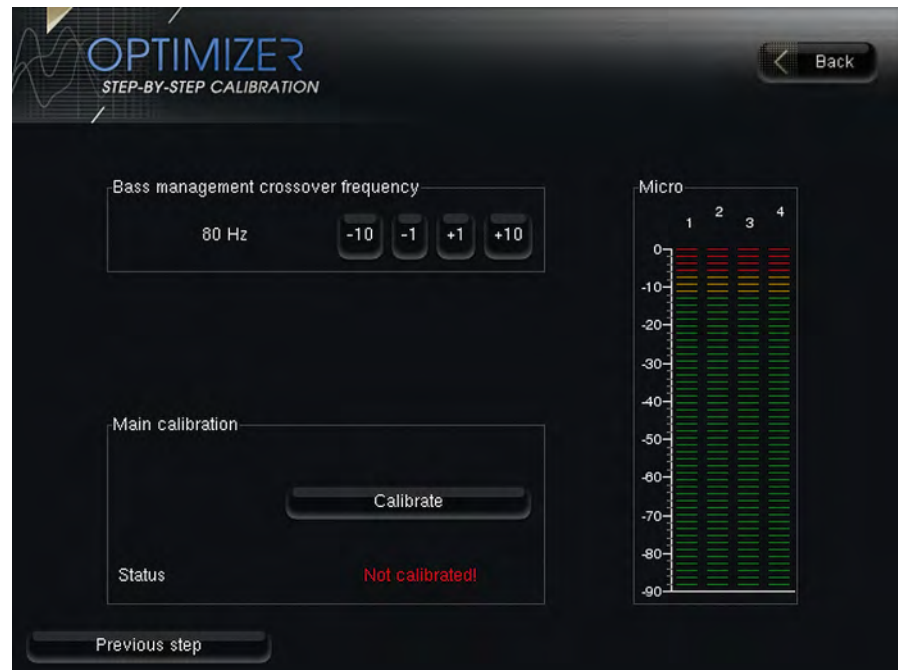 OPTIMIZER
STEP-BY-STEP CALIBRATION
Back
Bass management crossover frequency
80 Hz
-10 -1 +1 +10
Micro
1 2 3 4
0
-10
-20
-30
-40
-50
-60
-70
-80
-90
Main calibration
Calibrate
Status Not calibrated!
Previous step